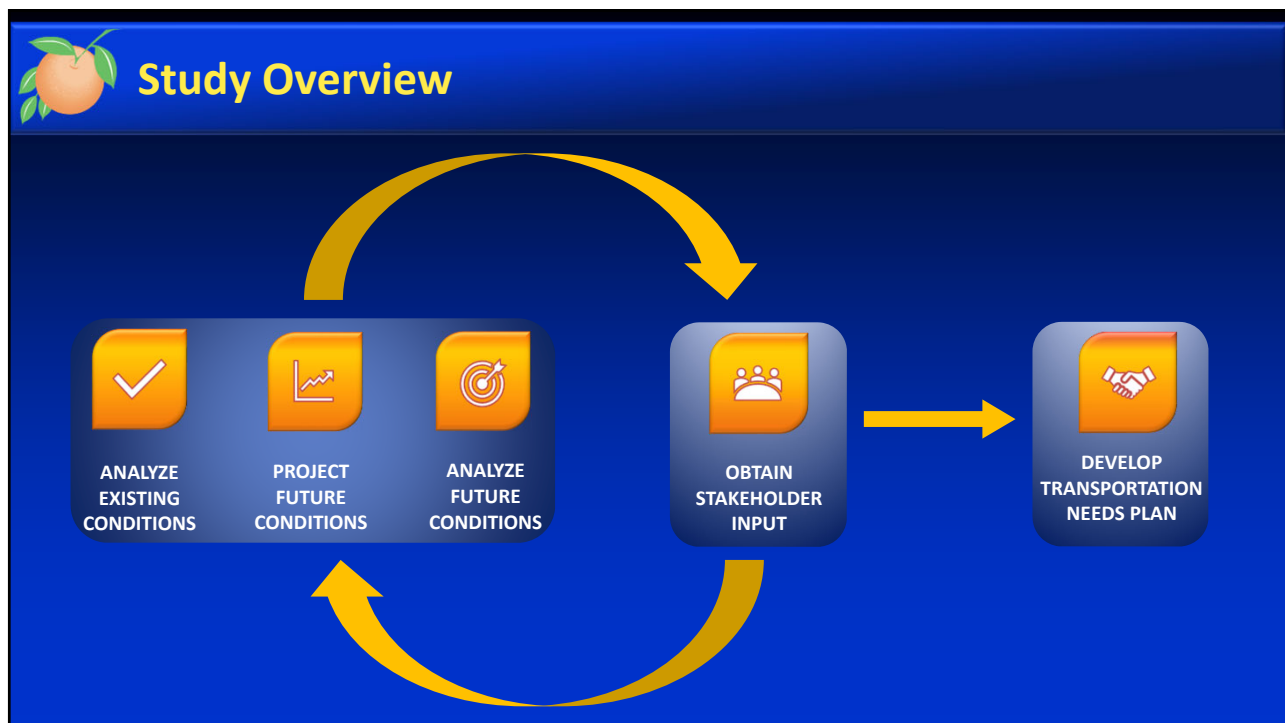 Study Overview
ANALYZE
EXISTING
CONDITIONS
PROJECT
FUTURE
CONDITIONS
ANALYZE
FUTURE
CONDITIONS
OBTAIN
STAKEHOLDER
INPUT
DEVELOP
TRANSPORTATION
NEEDS PLAN